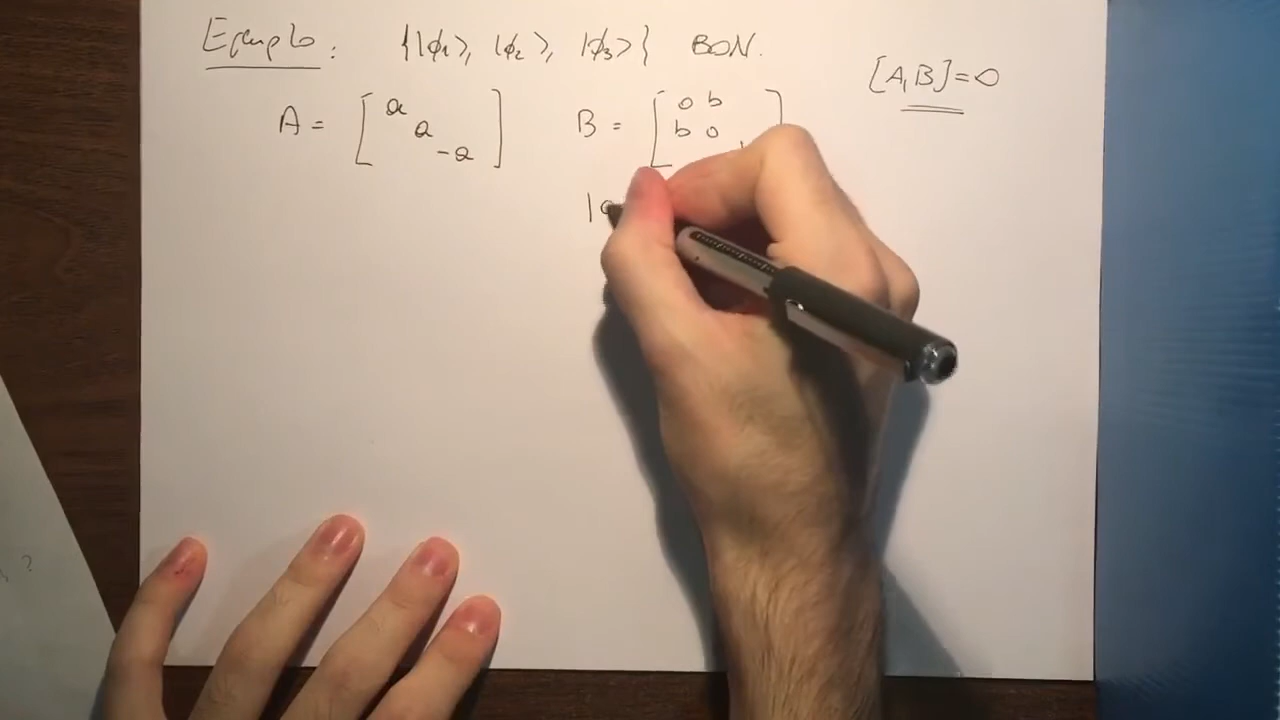 Ejemplo: {|ϕ₁⟩, |ϕ₂⟩, |ϕ₃⟩} BON.
[A,B]=0
A = [a a -a] B = [0 b
b 0
?